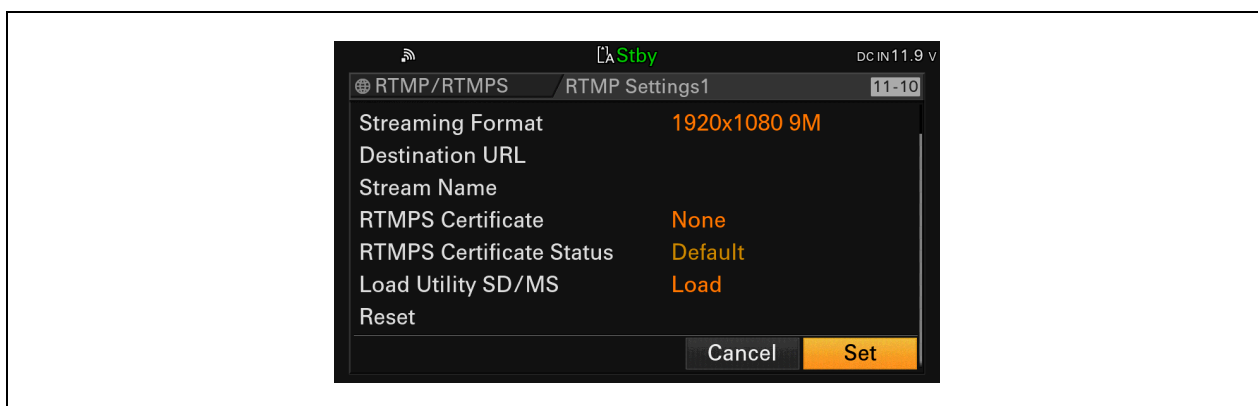 Stby DC IN 11.9 V
RTMP/RTMPS RTMP Settings1 11-10
Streaming Format 1920x1080 9M
Destination URL
Stream Name
RTMPS Certificate None
RTMPS Certificate Status Default
Load Utility SD/MS Load
Reset
Cancel Set